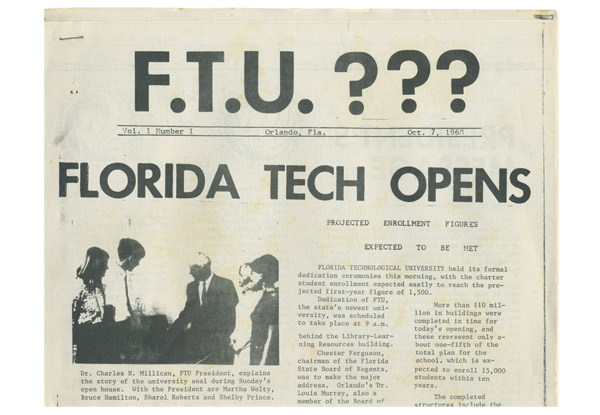 F.T.U. ???
Vol. 1 Number 1 Orlando, Fla. Oct. 7, 1968
FLORIDA TECH OPENS
PROJECTED ENROLLMENT FIGURES
EXPECTED TO BE MET
FLORIDA TECHNOLOGICAL UNIVERSITY held its formal
dedication ceremonies this morning, with the charter
student enrollment expected easily to reach the pro-
jected first-year figure of 1,500.
Dedication of FTU,
the state's newest uni-
versity, was scheduled
to take place at 9 a.m.
behind the Library-Lear-
ning Resources building.
Chester Ferguson,
chairman of the Florida
State Board of Regents,
was to make the major
address. Orlando's Dr.
Louis Murray, also a
member of the Board of
More than $10 mil-
lion in buildings were
completed in time for
today's opening, and
these represent only a-
bout one-fifth of the
total plan for the
school, which is ex-
pected to enroll 15,000
students within ten
years.
The completed
structures include the
Dr. Charles N. Millican, FTU President, explains
the story of the university seal during Sunday's
open house. With the President are Martha Welty,
Bruce Hamilton, Sharol Roberts and Shelby Prince.